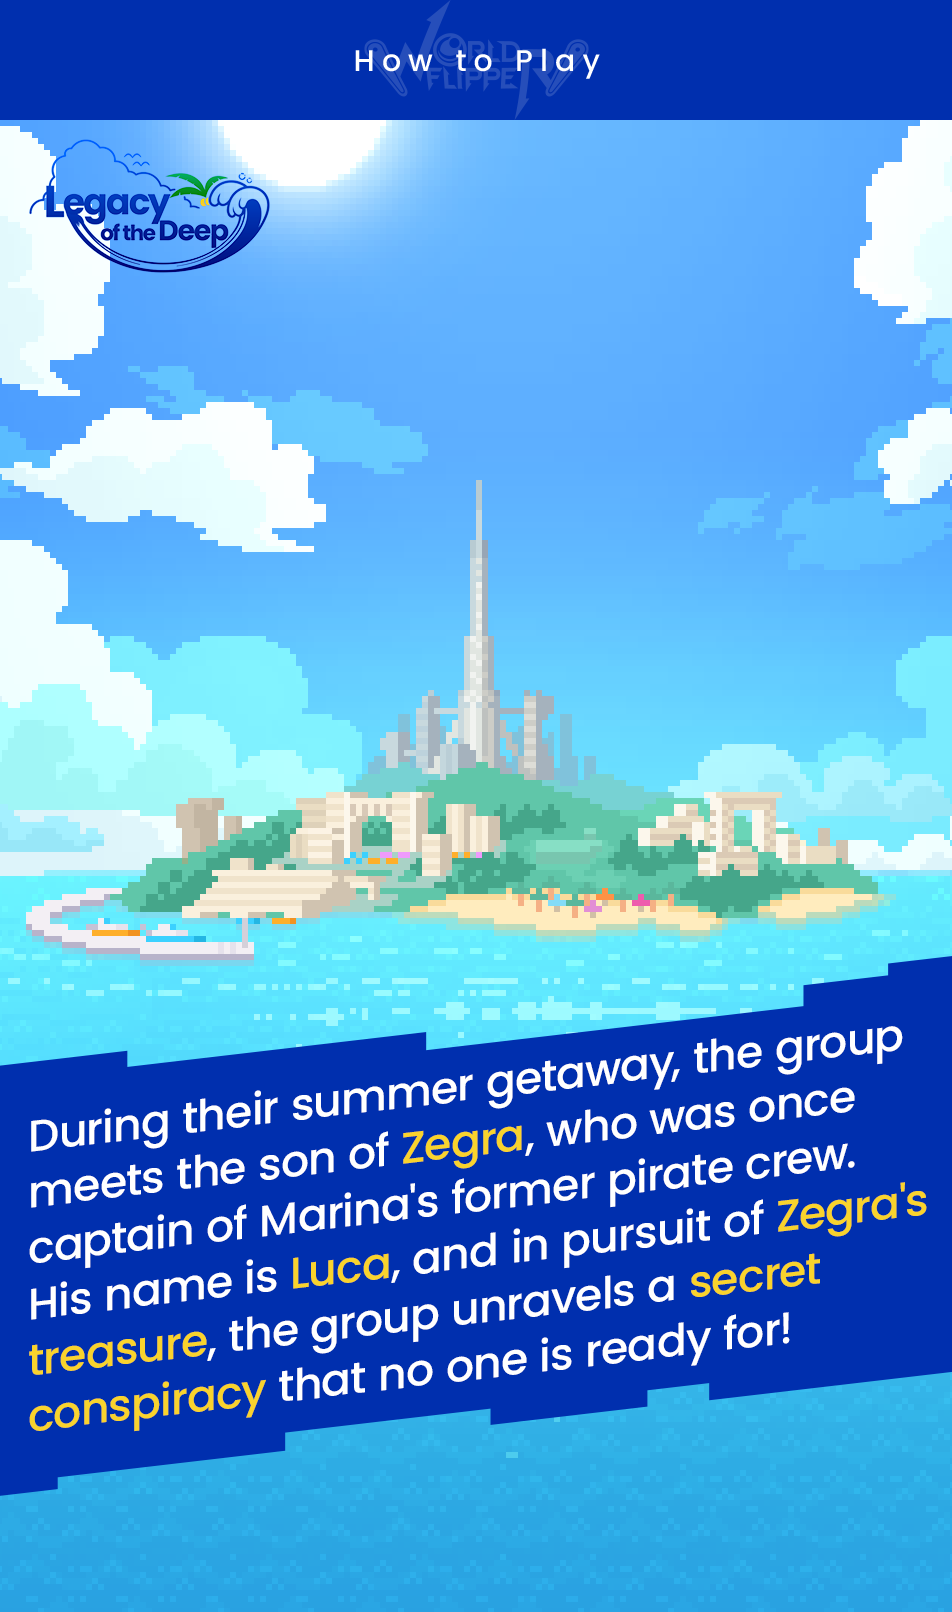 WORLD
FLIPPER
How to Play
Legacy
of the Deep
During their summer getaway, the group
meets the son of Zegra, who was once
captain of Marina's former pirate crew.
His name is Luca, and in pursuit of Zegra's
treasure, the group unravels a secret
conspiracy that no one is ready for!